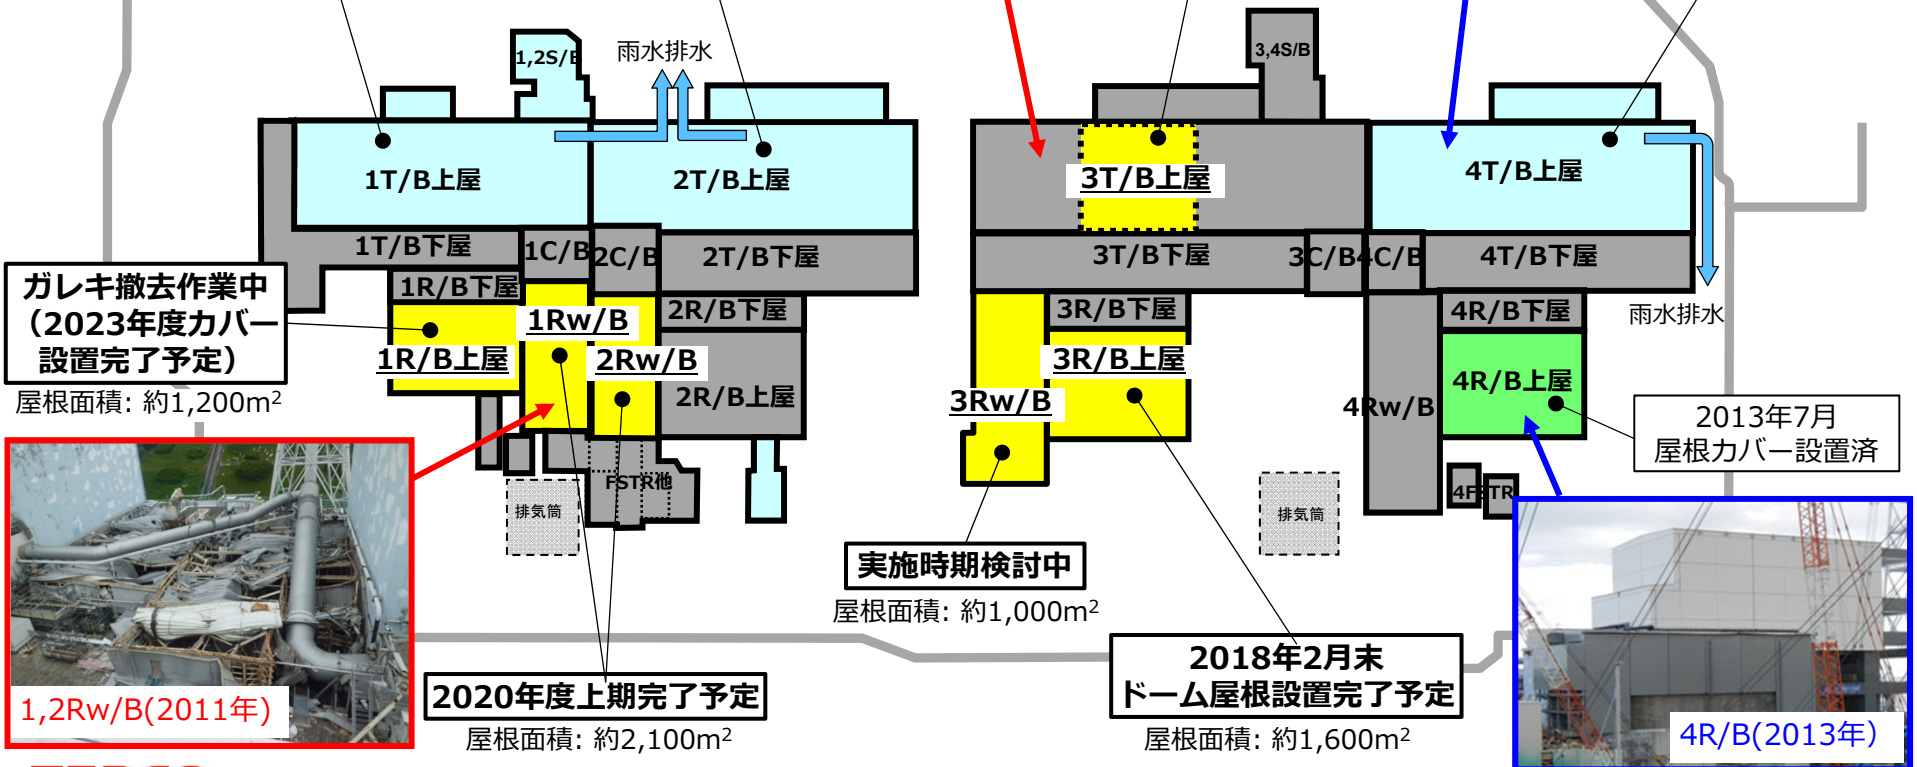 1,2S/B
雨水排水
3,4S/B
1T/B上屋
2T/B上屋
3T/B上屋
4T/B上屋
1T/B下屋
1C/B
2C/B
2T/B下屋
3T/B下屋
3C/B
4C/B
4T/B下屋
ガレキ撤去作業中
（2023年度カバー
設置完了予定）
屋根面積: 約1,200m²
1R/B下屋
1Rw/B
2R/B下屋
1R/B上屋
2Rw/B
2R/B上屋
3R/B下屋
3R/B上屋
3Rw/B
4R/B下屋
雨水排水
4R/B上屋
4Rw/B
2013年7月
屋根カバー設置済
FSTR他
排気筒
排気筒
4FSTR
実施時期検討中
屋根面積: 約1,000m²
2020年度上期完了予定
屋根面積: 約2,100m²
2018年2月末
ドーム屋根設置完了予定
屋根面積: 約1,600m²
1,2Rw/B(2011年)
4R/B(2013年)